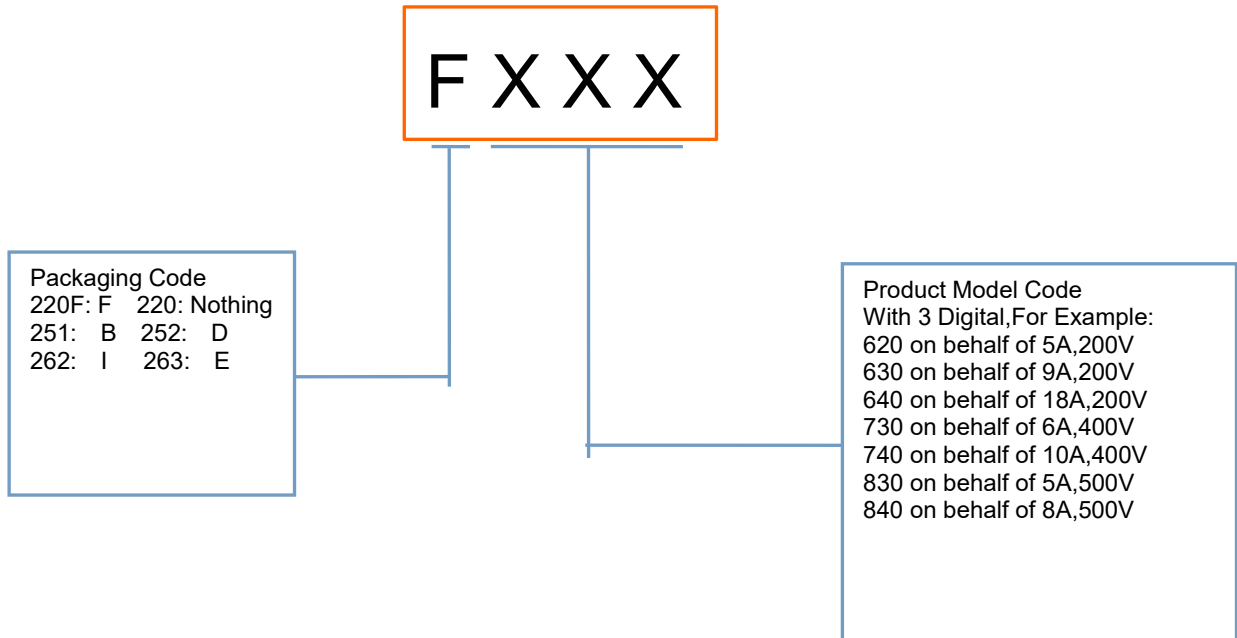 F X X X
Packaging Code
220F: F 220: Nothing
251: B 252: D
262: I 263: E
Product Model Code
With 3 Digital,For Example:
620 on behalf of 5A,200V
630 on behalf of 9A,200V
640 on behalf of 18A,200V
730 on behalf of 6A,400V
740 on behalf of 10A,400V
830 on behalf of 5A,500V
840 on behalf of 8A,500V